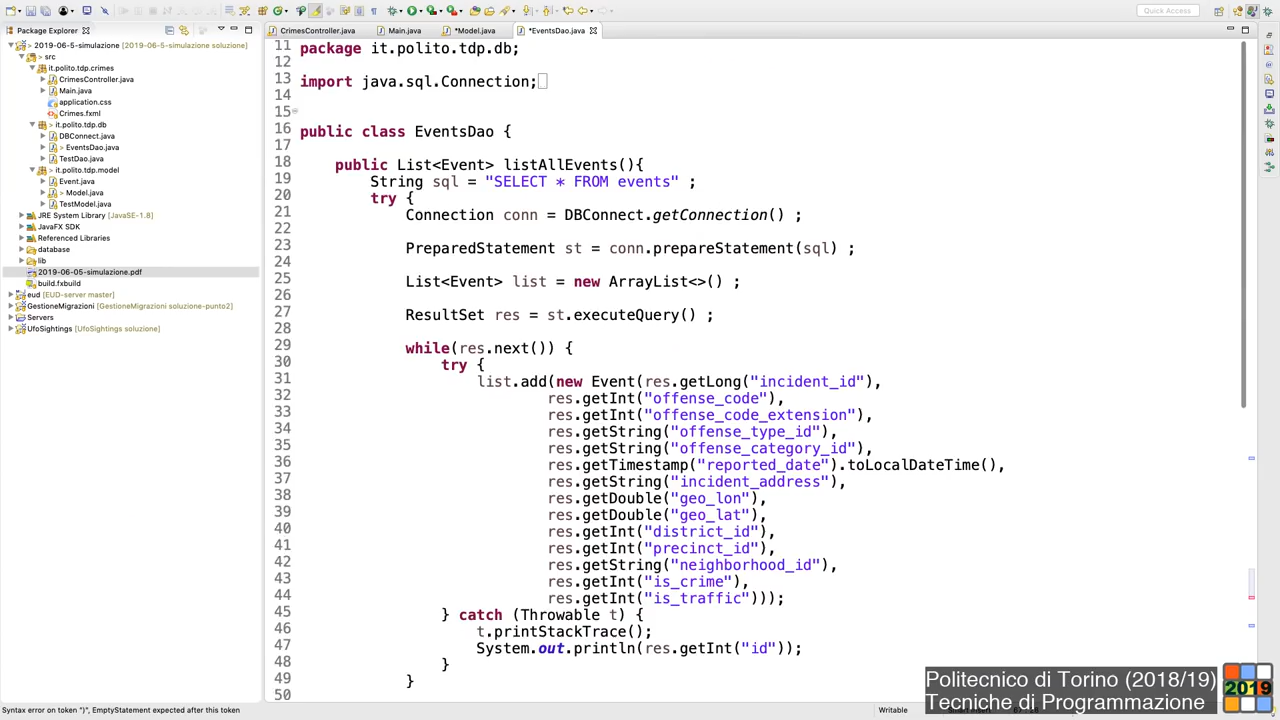 Quick Access
Package Explorer
CrimesController.java
Main.java
*Model.java
*EventsDao.java
> 2019-06-5-simulazione [2019-06-5-simulazione soluzione]
> src
it.polito.tdp.crimes
CrimesController.java
Main.java
application.css
Crimes.fxml
> it.polito.tdp.db
DBConnect.java
> EventsDao.java
TestDao.java
> it.polito.tdp.model
Event.java
> Model.java
TestModel.java
JRE System Library [JavaSE-1.8]
JavaFX SDK
Referenced Libraries
database
lib
2019-06-05-simulazione.pdf
build.fxbuild
eud [EUD-server master]
GestioneMigrazioni [GestioneMigrazioni soluzione-punto2]
Servers
UfoSightings [UfoSightings soluzione]
11 package it.polito.tdp.db;
12
13 import java.sql.Connection;
14
15
16 public class EventsDao {
17
18 public List<Event> listAllEvents(){
19 String sql = "SELECT * FROM events" ;
20 try {
21 Connection conn = DBConnect.getConnection() ;
22
23 PreparedStatement st = conn.prepareStatement(sql) ;
24
25 List<Event> list = new ArrayList<>() ;
26
27 ResultSet res = st.executeQuery() ;
28
29 while(res.next()) {
30 try {
31 list.add(new Event(res.getLong("incident_id"),
32 res.getInt("offense_code"),
33 res.getInt("offense_code_extension"),
34 res.getString("offense_type_id"),
35 res.getString("offense_category_id"),
36 res.getTimestamp("reported_date").toLocalDateTime(),
37 res.getString("incident_address"),
38 res.getDouble("geo_lon"),
39 res.getDouble("geo_lat"),
40 res.getInt("district_id"),
41 res.getInt("precinct_id"),
42 res.getString("neighborhood_id"),
43 res.getInt("is_crime"),
44 res.getInt("is_traffic")));
45 } catch (Throwable t) {
46 t.printStackTrace();
47 System.out.println(res.getInt("id"));
48 }
49 }
50
Politecnico di Torino (2018/19)
Tecniche di Programmazione
2019
Syntax error on token ")", EmptyStatement expected after this token
Writable